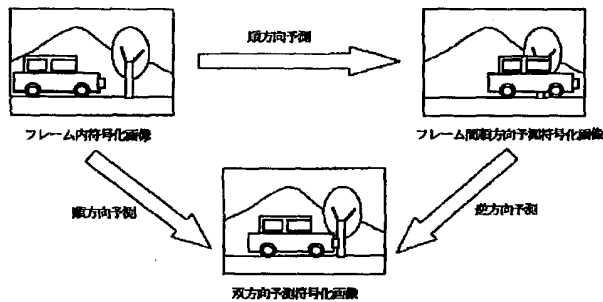 順方向予測
フレーム内符号化画像
フレーム間順方向予測符号化画像
順方向予測
逆方向予測
双方向予測符号化画像